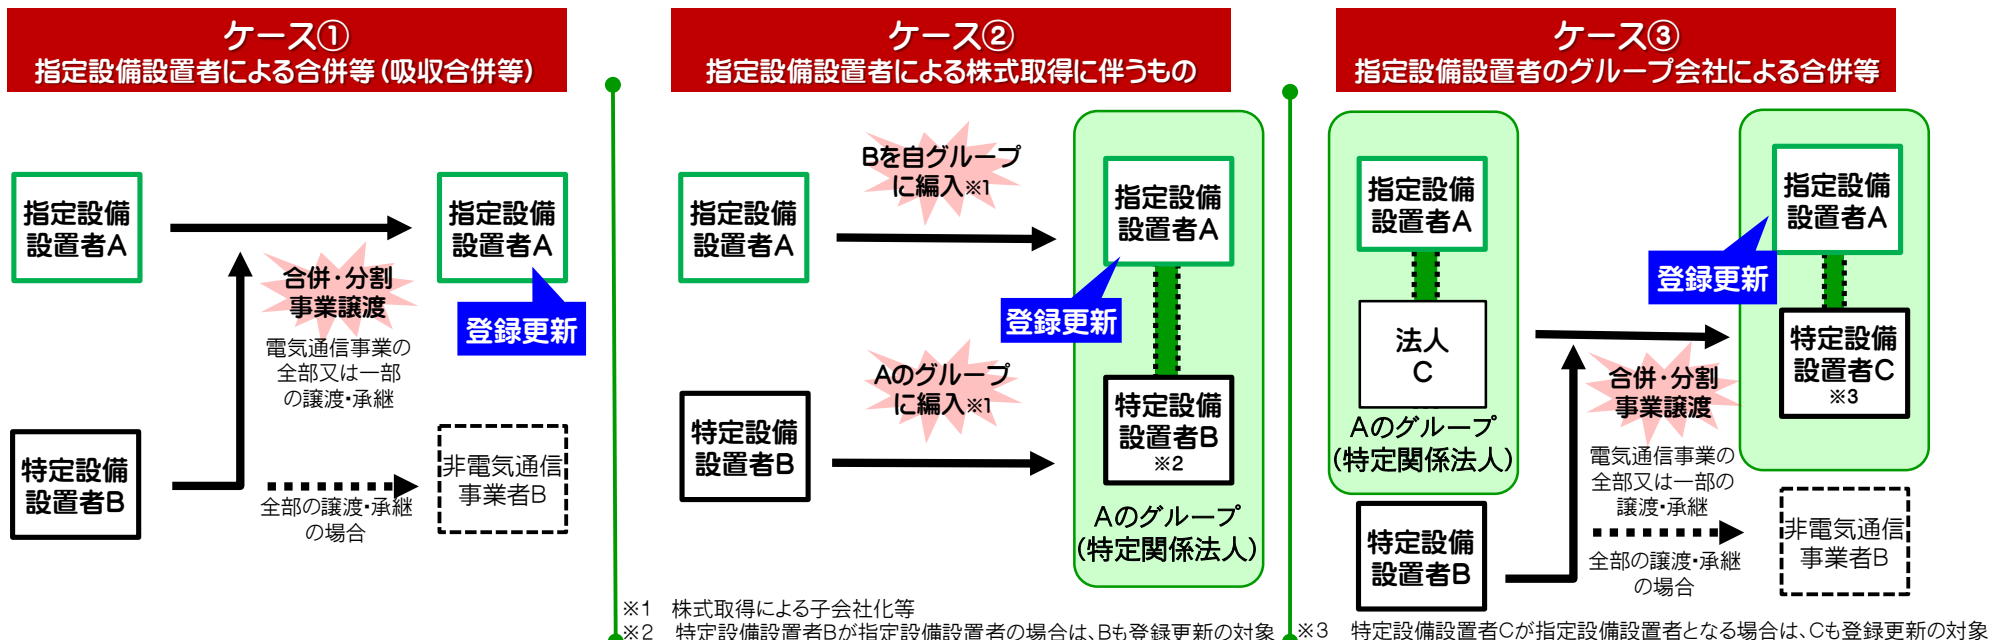 ケース①
指定設備設置者による合併等(吸収合併等)
指定設備
設置者A
指定設備
設置者A
合併・分割
事業譲渡
登録更新
電気通信事業の
全部又は一部
の譲渡・承継
特定設備
設置者B
全部の譲渡・承継
の場合
非電気通信
事業者B
ケース②
指定設備設置者による株式取得に伴うもの
指定設備
設置者A
Bを自グループ
に編入※1
指定設備
設置者A
登録更新
特定設備
設置者B
Aのグループ
に編入※1
特定設備
設置者B
※2
Aのグループ
(特定関係法人)
※1 株式取得による子会社化等
※2 特定設備設置者Bが指定設備設置者の場合は、Bも登録更新の対象
ケース③
指定設備設置者のグループ会社による合併等
指定設備
設置者A
法人
C
Aのグループ
(特定関係法人)
特定設備
設置者B
指定設備
設置者A
登録更新
特定設備
設置者C
※3
合併・分割
事業譲渡
電気通信事業の
全部又は一部の
譲渡・承継
全部の譲渡・承継
の場合
非電気通信
事業者B
※3 特定設備設置者Cが指定設備設置者となる場合は、Cも登録更新の対象